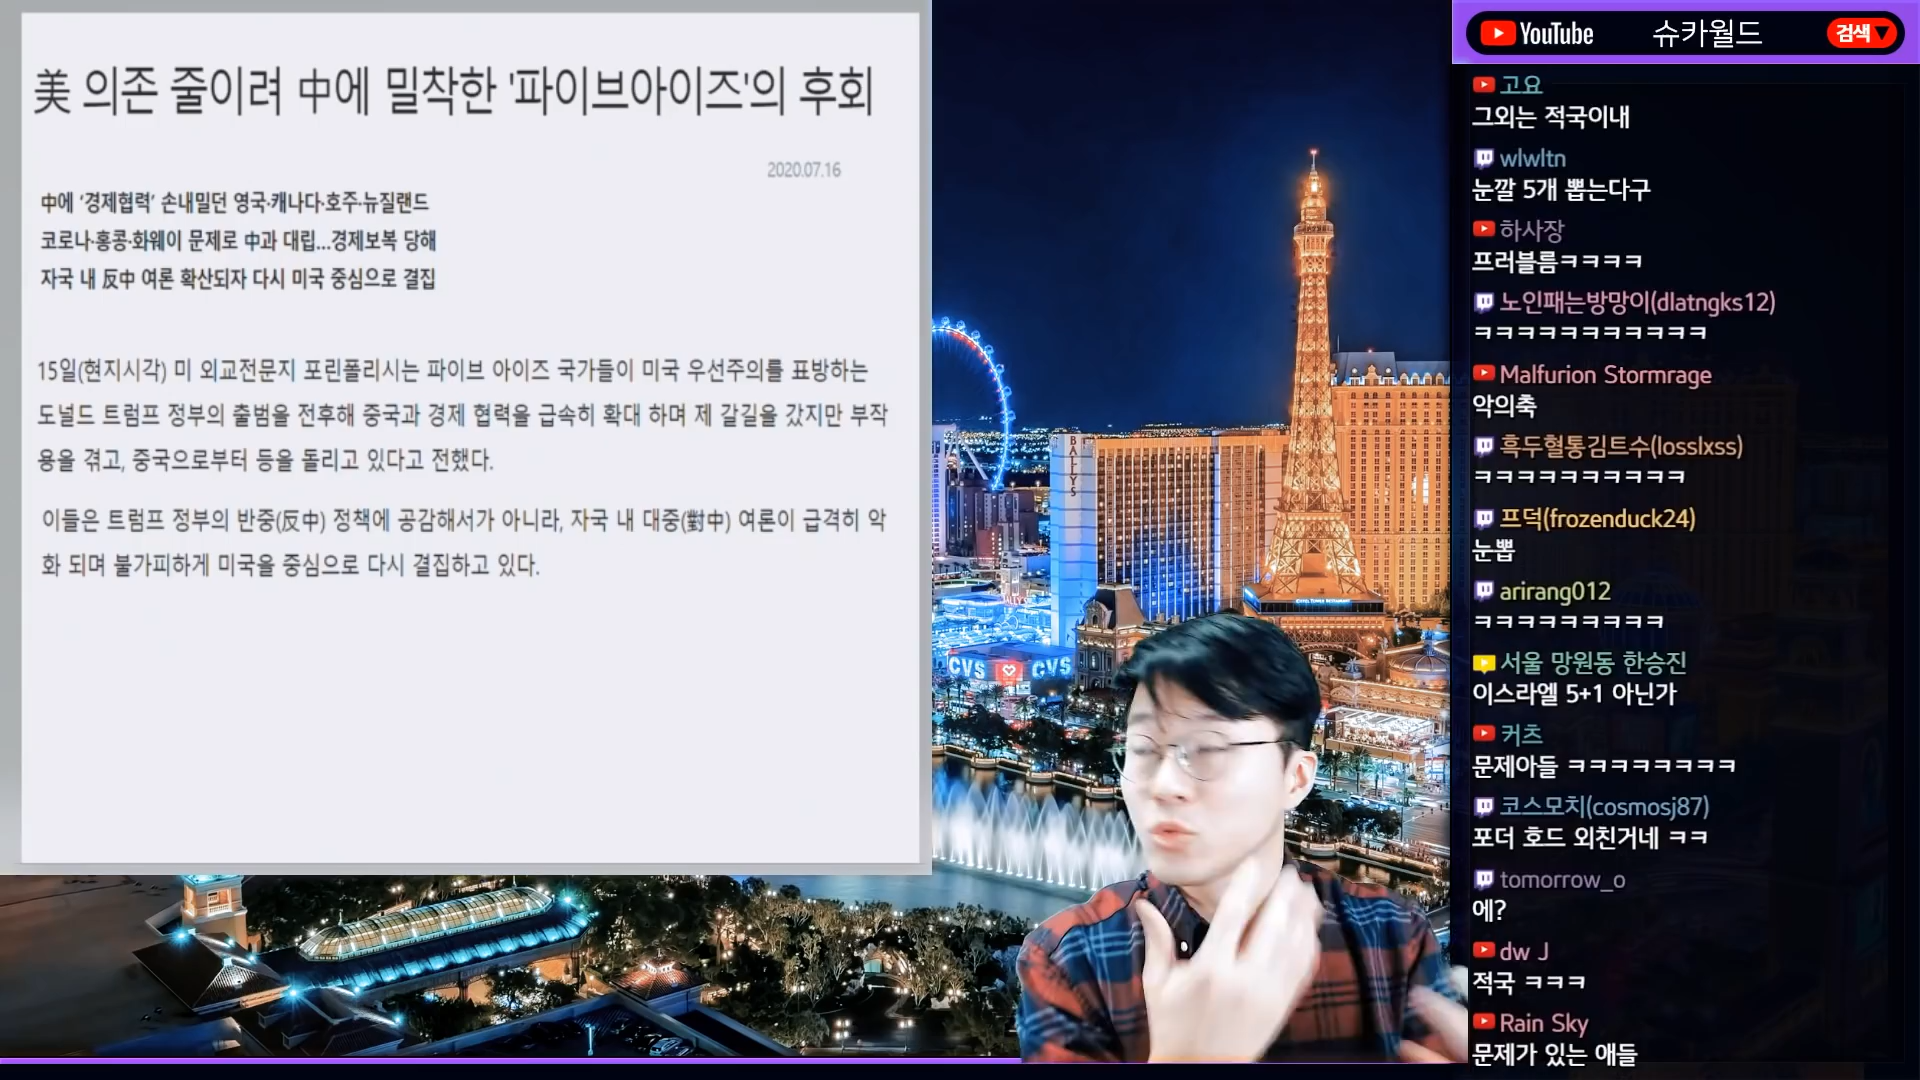 美 의존 줄이려 中에 밀착한 '파이브아이즈'의 후회
2020.07.16
中에 '경제협력' 손내밀던 영국·캐나다·호주·뉴질랜드
코로나·홍콩·화웨이 문제로 中과 대립...경제보복 당해
자국 내 反中 여론 확산되자 다시 미국 중심으로 결집
15일(현지시각) 미 외교전문지 포린폴리시는 파이브 아이즈 국가들이 미국 우선주의를 표방하는
도널드 트럼프 정부의 출범을 전후해 중국과 경제 협력을 급속히 확대 하며 제 갈길을 갔지만 부작
용을 겪고, 중국으로부터 등을 돌리고 있다고 전했다.
이들은 트럼프 정부의 반중(反中) 정책에 공감해서가 아니라, 자국 내 대중(對中) 여론이 급격히 악
화 되며 불가피하게 미국을 중심으로 다시 결집하고 있다.
BALLYS
CVS CVS
YouTube 슈카월드 검색▼
고요
그외는 적국이내
wlwltn
눈깔 5개 뽑는다구
하사장
프러블름ㅋㅋㅋㅋ
노인패는방망이(dlatngks12)
ㅋㅋㅋㅋㅋㅋㅋㅋㅋㅋㅋ
Malfurion Stormrage
악의축
흑두혈통김트수(losslxss)
ㅋㅋㅋㅋㅋㅋㅋㅋㅋㅋ
프덕(frozenduck24)
눈뽑
arirang012
ㅋㅋㅋㅋㅋㅋㅋㅋㅋ
서울 망원동 한승진
이스라엘 5+1 아닌가
커츠
문제아들 ㅋㅋㅋㅋㅋㅋㅋㅋ
코스모치(cosmosj87)
포더 호드 외친거네 ㅋㅋ
tomorrow_o
에?
dw J
적국 ㅋㅋㅋ
Rain Sky
문제가 있는 애들